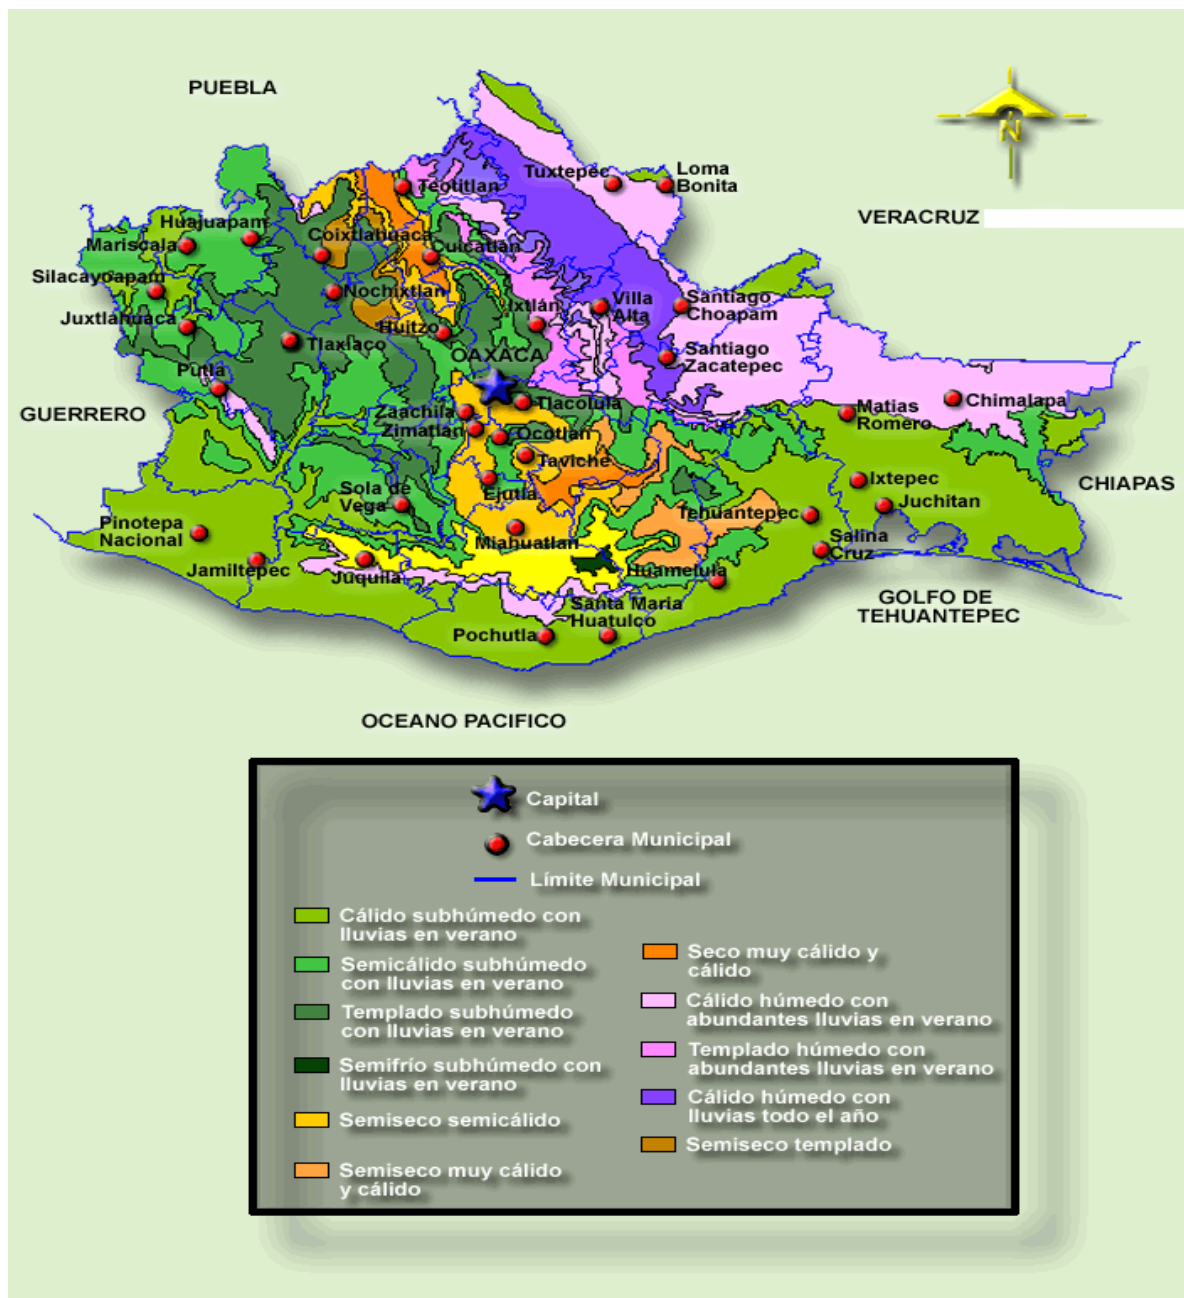 PUEBLA
N
Tuxtepec
Loma
Bonita
Teotitlan
VERACRUZ
Huajuapam
Coixtlahuaca
Mariscala
Cuicatlan
Silacayoapam
Nochixtlan
Ixtlán
Villa
Alta
Santiago
Choapam
Juxtlahuaca
Huitzo
Tlaxiaco
OAXACA
Santiago
Zacatepec
Putla
GUERRERO
Zaachila
Tlacolula
Chimalapa
Matias
Romero
Zimatlan
Ocotlan
Taviche
Ixtepec
CHIAPAS
Sola de
Vega
Ejutla
Juchitan
Tehuantepec
Pinotepa
Nacional
Miahuatlan
Salina
Cruz
Jamiltepec
Juquila
Huamelula
GOLFO DE
TEHUANTEPEC
Santa Maria
Huatulco
Pochutla
OCEANO PACIFICO
Capital
Cabecera Municipal
Límite Municipal
Cálido subhúmedo con
lluvias en verano
Semicálido subhúmedo
con lluvias en verano
Templado subhúmedo
con lluvias en verano
Semifrío subhúmedo con
lluvias en verano
Semiseco semicálido
Semiseco muy cálido
y cálido
Seco muy cálido y
cálido
Cálido húmedo con
abundantes lluvias en verano
Templado húmedo con
abundantes lluvias en verano
Cálido húmedo con
lluvias todo el año
Semiseco templado